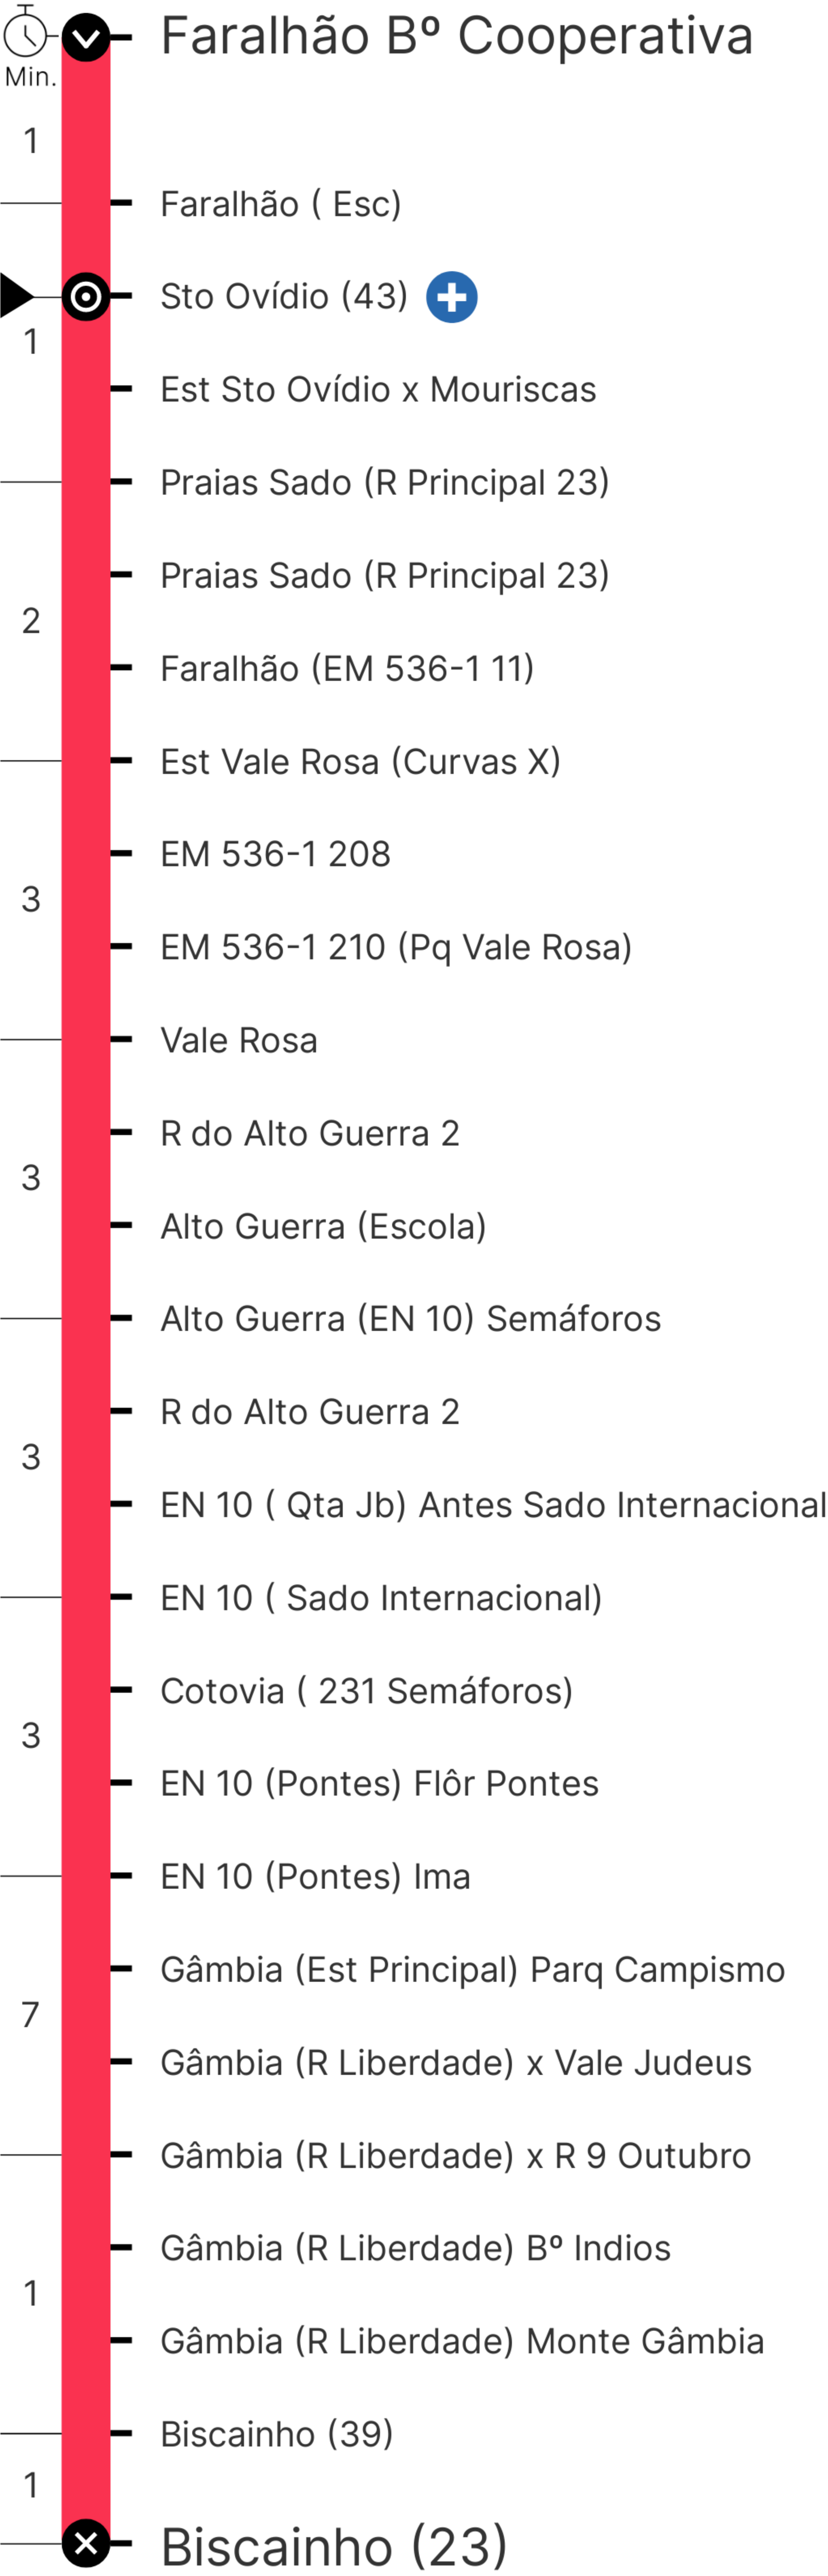 Faralhão Bº Cooperativa
Min.
1
Faralhão ( Esc)
Sto Ovídio (43)
1
Est Sto Ovídio x Mouriscas
Praias Sado (R Principal 23)
Praias Sado (R Principal 23)
2
Faralhão (EM 536-1 11)
Est Vale Rosa (Curvas X)
EM 536-1 208
3
EM 536-1 210 (Pq Vale Rosa)
Vale Rosa
R do Alto Guerra 2
3
Alto Guerra (Escola)
Alto Guerra (EN 10) Semáforos
R do Alto Guerra 2
3
EN 10 ( Qta Jb) Antes Sado Internacional
EN 10 ( Sado Internacional)
Cotovia ( 231 Semáforos)
3
EN 10 (Pontes) Flôr Pontes
EN 10 (Pontes) Ima
Gâmbia (Est Principal) Parq Campismo
7
Gâmbia (R Liberdade) x Vale Judeus
Gâmbia (R Liberdade) x R 9 Outubro
Gâmbia (R Liberdade) Bº Indios
1
Gâmbia (R Liberdade) Monte Gâmbia
Biscainho (39)
1
Biscainho (23)